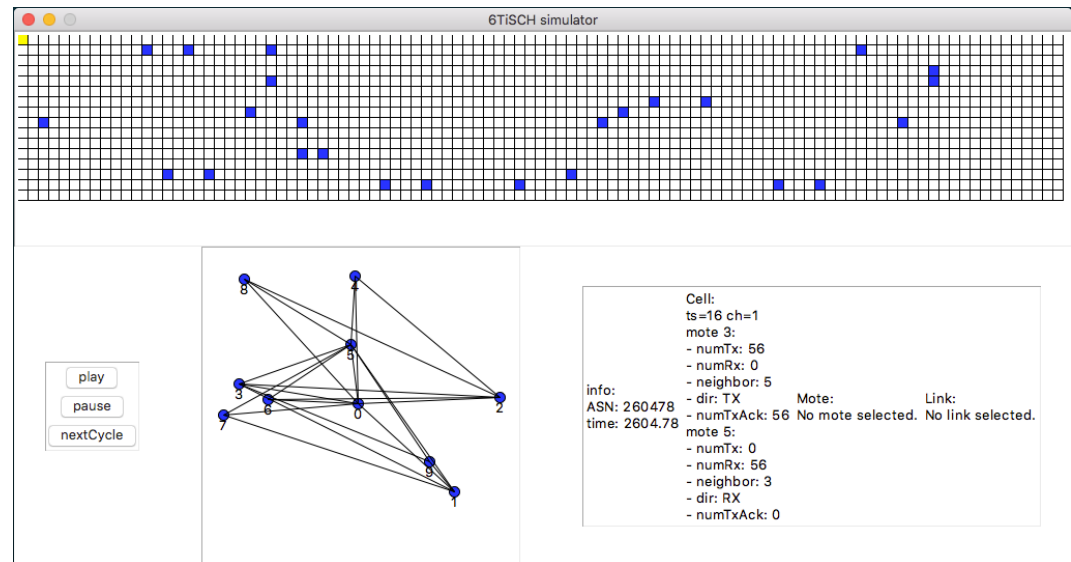 6TiSCH simulator
8
4
5
3
6
0
2
7
9
1
play
pause
nextCycle
info:
ASN: 260478
time: 2604.78
Cell:
ts=16 ch=1
mote 3:
- numTx: 56
- numRx: 0
- neighbor: 5
- dir: TX
- numTxAck: 56
mote 5:
- numTx: 0
- numRx: 56
- neighbor: 3
- dir: RX
- numTxAck: 0
Mote:
No mote selected.
Link:
No link selected.